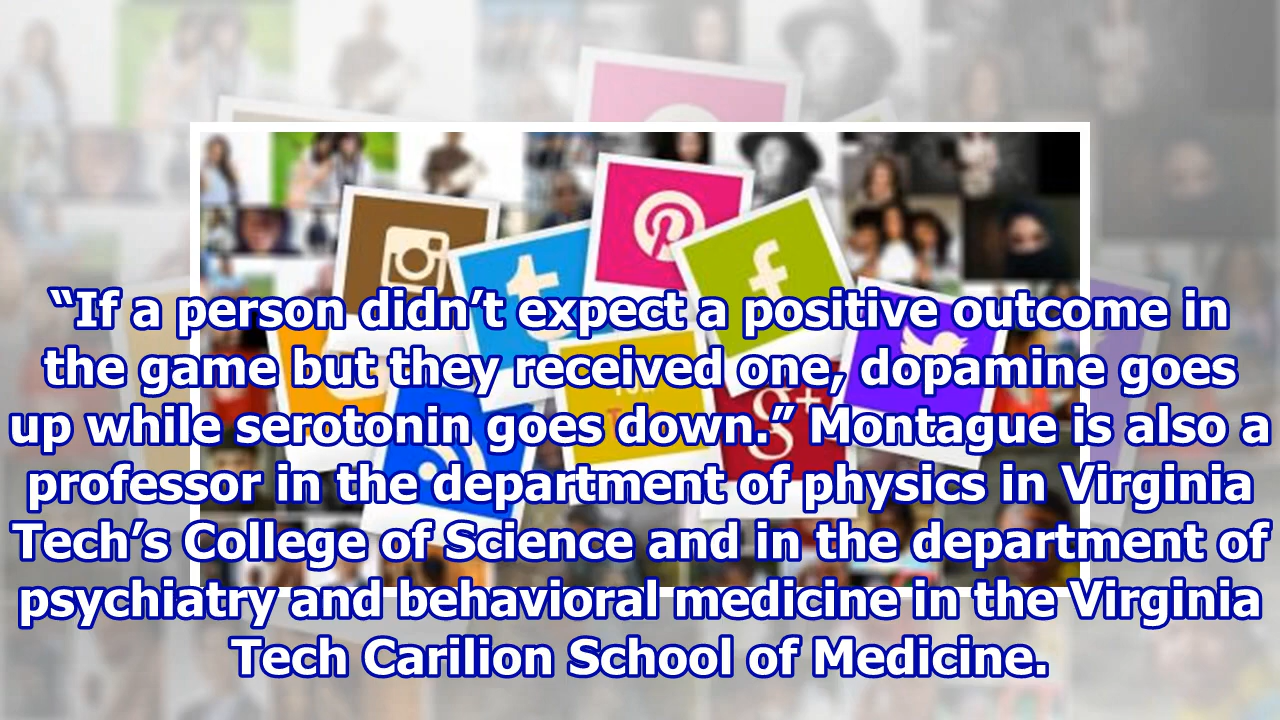 “If a person didn’t expect a positive outcome in
the game but they received one, dopamine goes
up while serotonin goes down.” Montague is also a
professor in the department of physics in Virginia
Tech’s College of Science and in the department of
psychiatry and behavioral medicine in the Virginia
Tech Carilion School of Medicine.
g+